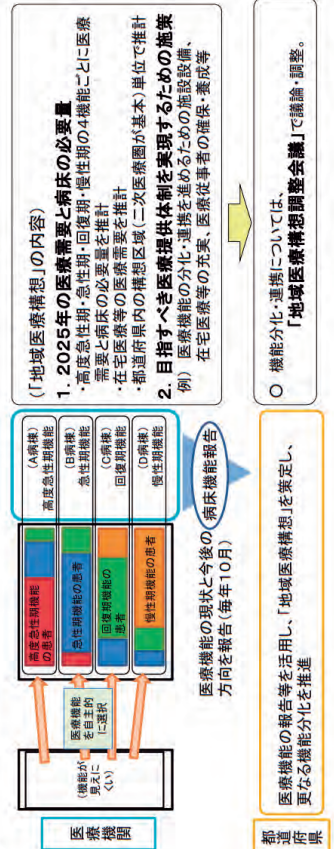 医療機関
(機能が
見えに
くい)
医療機能
を自主的
に選択
高度急性期機能
の患者
急性期機能の患者
回復期機能の
患者
慢性期機能の患者
(A病棟)
高度急性期機能
(B病棟)
急性期機能
(C病棟)
回復期機能
(D病棟)
慢性期機能
医療機能の現状と今後の
方向を報告(毎年10月)
病床機能報告
都道府県
医療機能の報告等を活用し、「地域医療構想」を策定し、
更なる機能分化を推進
(「地域医療構想」の内容)
1. 2025年の医療需要と病床の必要量
・高度急性期・急性期・回復期・慢性期の4機能ごとに医療
需要と病床の必要量を推計
・在宅医療等の医療需要を推計
・都道府県内の構想区域(二次医療圏が基本)単位で推計
2. 目指すべき医療提供体制を実現するための施策
例) 医療機能の分化・連携を進めるための施設設備、
在宅医療等の充実、医療従事者の確保・養成等
○ 機能分化・連携については、
「地域医療構想調整会議」で議論・調整。